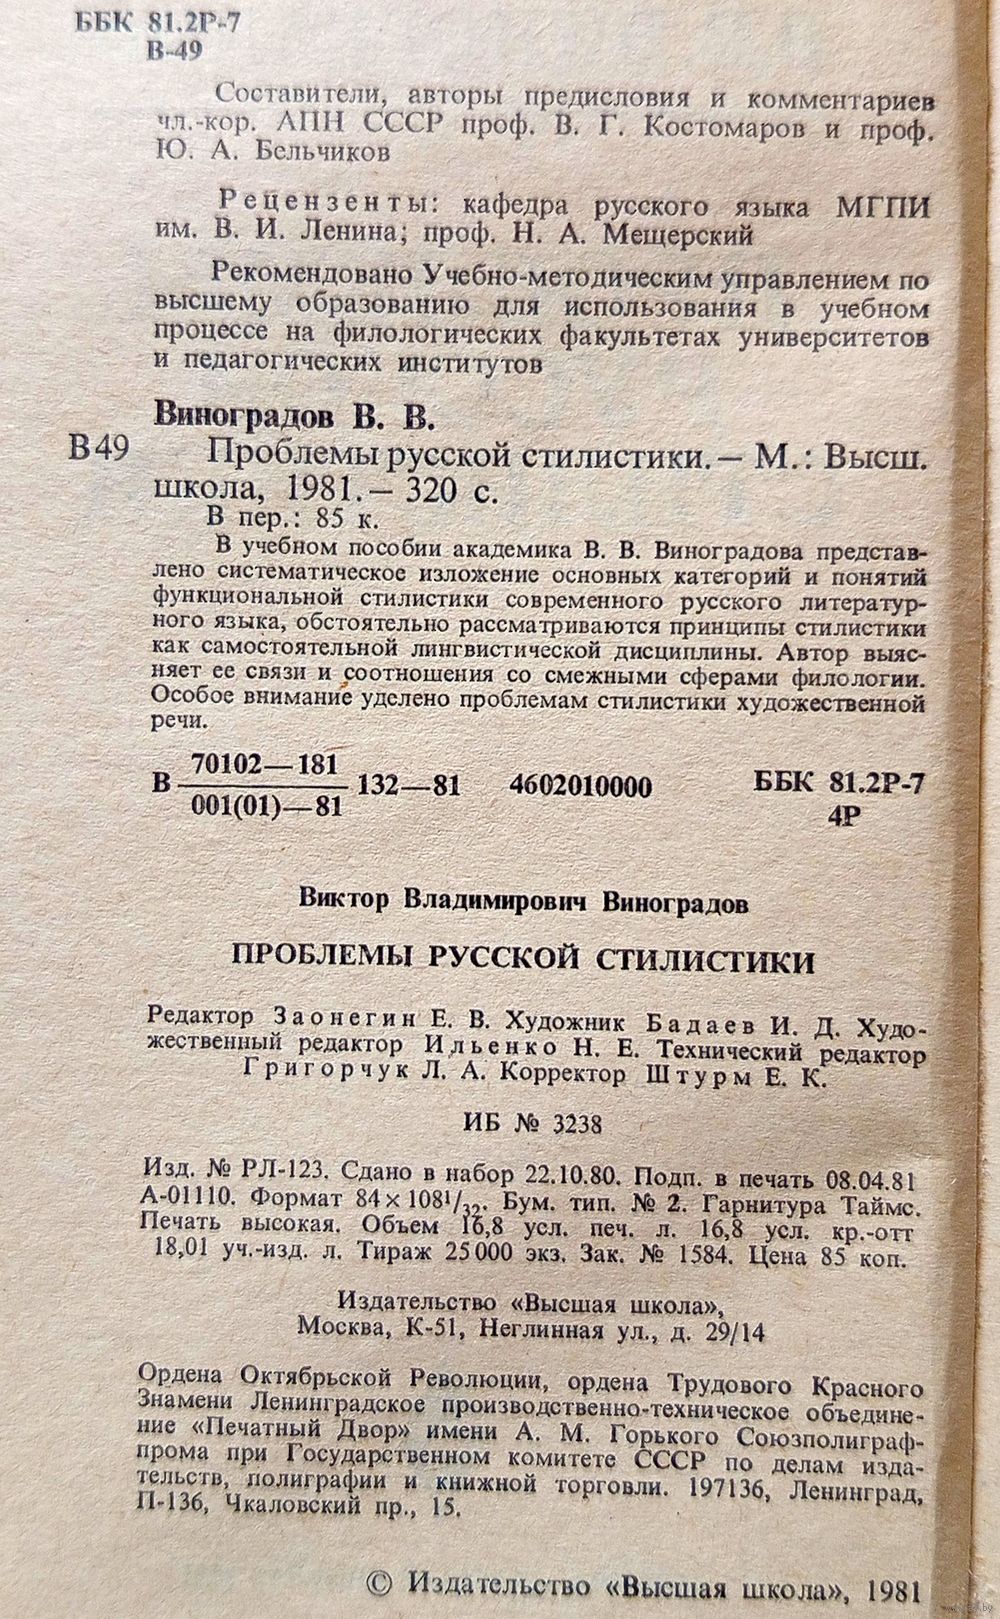 ББК 81.2Р-7
В-49
Составители, авторы предисловия и комментариев
чл.-кор. АПН СССР проф. В. Г. Костомаров и проф.
Ю. А. Бельчиков
Рецензенты: кафедра русского языка МГПИ
им. В. И. Ленина; проф. Н. А. Мещерский
Рекомендовано Учебно-методическим управлением по
высшему образованию для использования в учебном
процессе на филологических факультетах университетов
и педагогических институтов
Виноградов В. В.
В49 Проблемы русской стилистики.— М.: Высш.
школа, 1981.— 320 с.
В пер.: 85 к.
В учебном пособии академика В. В. Виноградова представ-
лено систематическое изложение основных категорий и понятий
функциональной стилистики современного русского литератур-
ного языка, обстоятельно рассматриваются принципы стилистики
как самостоятельной лингвистической дисциплины. Автор выяс-
няет ее связи и соотношения со смежными сферами филологии.
Особое внимание уделено проблемам стилистики художественной
речи.
70102—181
В 132—81 4602010000 ББК 81.2Р-7
001(01)—81 4Р
Виктор Владимирович Виноградов
ПРОБЛЕМЫ РУССКОЙ СТИЛИСТИКИ
Редактор Заонегин Е. В. Художник Бадаев И. Д. Худо-
жественный редактор Ильенко Н. Е. Технический редактор
Григорчук Л. А. Корректор Штурм Е. К.
ИБ № 3238
Изд. № РЛ-123. Сдано в набор 22.10.80. Подп. в печать 08.04.81
А-01110. Формат 84×108¹/₃₂. Бум. тип. № 2. Гарнитура Таймс.
Печать высокая. Объем 16,8 усл. печ. л. 16,8 усл. кр.-отт
18,01 уч.-изд. л. Тираж 25 000 экз. Зак. № 1584. Цена 85 коп.
Издательство «Высшая школа»,
Москва, К-51, Неглинная ул., д. 29/14
Ордена Октябрьской Революции, ордена Трудового Красного
Знамени Ленинградское производственно-техническое объедине-
ние «Печатный Двор» имени А. М. Горького Союзполиграф-
прома при Государственном комитете СССР по делам изда-
тельств, полиграфии и книжной торговли. 197136, Ленинград,
П-136, Чкаловский пр., 15.
© Издательство «Высшая школа», 1981